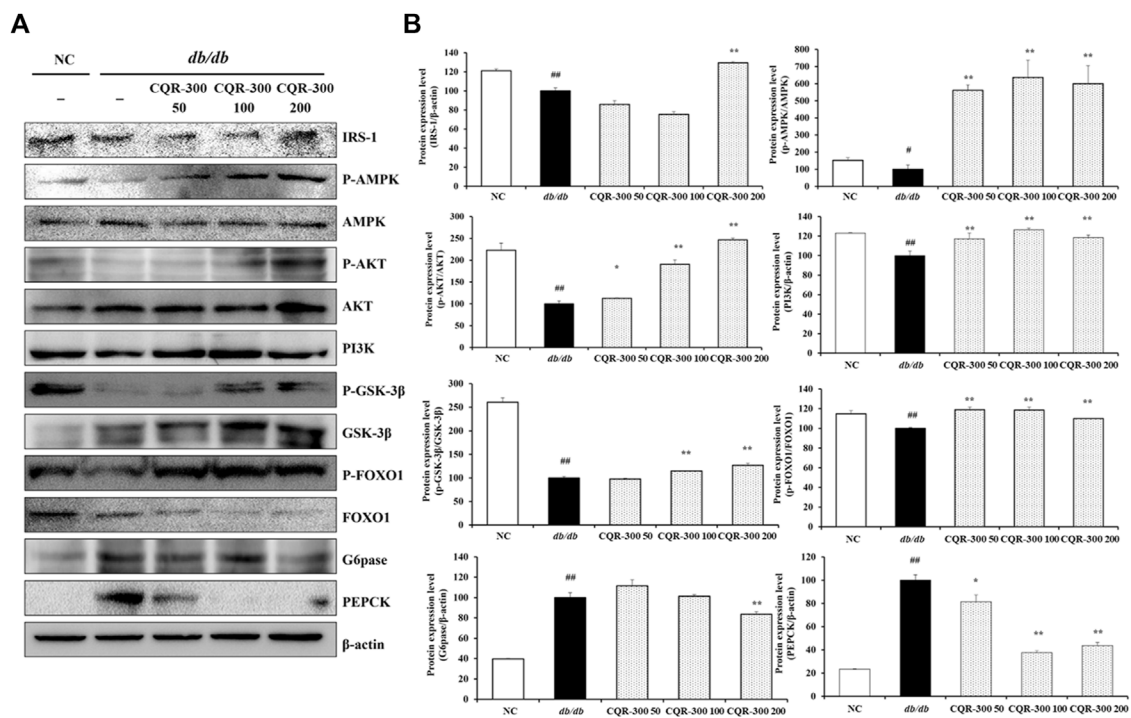 A
NC
db/db
–
–
CQR-300
50
CQR-300
100
CQR-300
200
IRS-1
P-AMPK
AMPK
P-AKT
AKT
PI3K
P-GSK-3β
GSK-3β
P-FOXO1
FOXO1
G6pase
PEPCK
β-actin
B
Protein expression level
(IRS-1/β-actin)
140
120
100
80
60
40
20
0
##
**
NC
db/db
CQR-300 50
CQR-300 100
CQR-300 200
Protein expression level
(p-AMPK/AMPK)
800
700
600
500
400
300
200
100
0
#
**
**
**
NC
db/db
CQR-300 50
CQR-300 100
CQR-300 200
Protein expression level
(p-AKT/AKT)
300
250
200
150
100
50
0
##
*
**
**
NC
db/db
CQR-300 50
CQR-300 100
CQR-300 200
Protein expression level
(PI3K/β-actin)
140
120
100
80
60
40
20
0
##
**
**
**
NC
db/db
CQR-300 50
CQR-300 100
CQR-300 200
Protein expression level
(p-GSK-3β/GSK-3β)
300
250
200
150
100
50
0
##
**
**
NC
db/db
CQR-300 50
CQR-300 100
CQR-300 200
Protein expression level
(p-FOXO1/FOXO1)
140
120
100
80
60
40
20
0
##
**
**
**
NC
db/db
CQR-300 50
CQR-300 100
CQR-300 200
Protein expression level
(G6pase/β-actin)
140
120
100
80
60
40
20
0
##
**
NC
db/db
CQR-300 50
CQR-300 100
CQR-300 200
Protein expression level
(PEPCK/β-actin)
120
100
80
60
40
20
0
##
*
**
**
NC
db/db
CQR-300 50
CQR-300 100
CQR-300 200